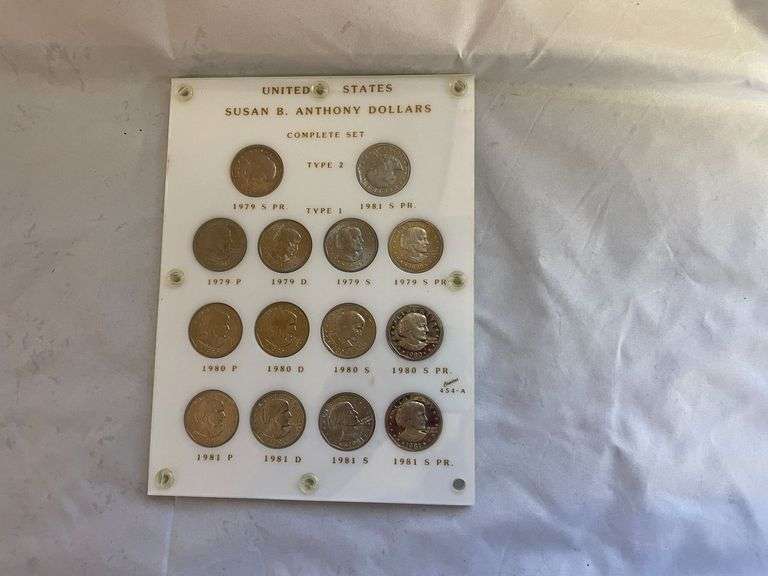 UNITED STATES
SUSAN B. ANTHONY DOLLARS
COMPLETE SET
TYPE 2
1979 S PR. 1981 S PR.
TYPE 1
1979 P 1979 D 1979 S 1979 S PR.
1980 P 1980 D 1980 S 1980 S PR.
454-A
1981 P 1981 D 1981 S 1981 S PR.